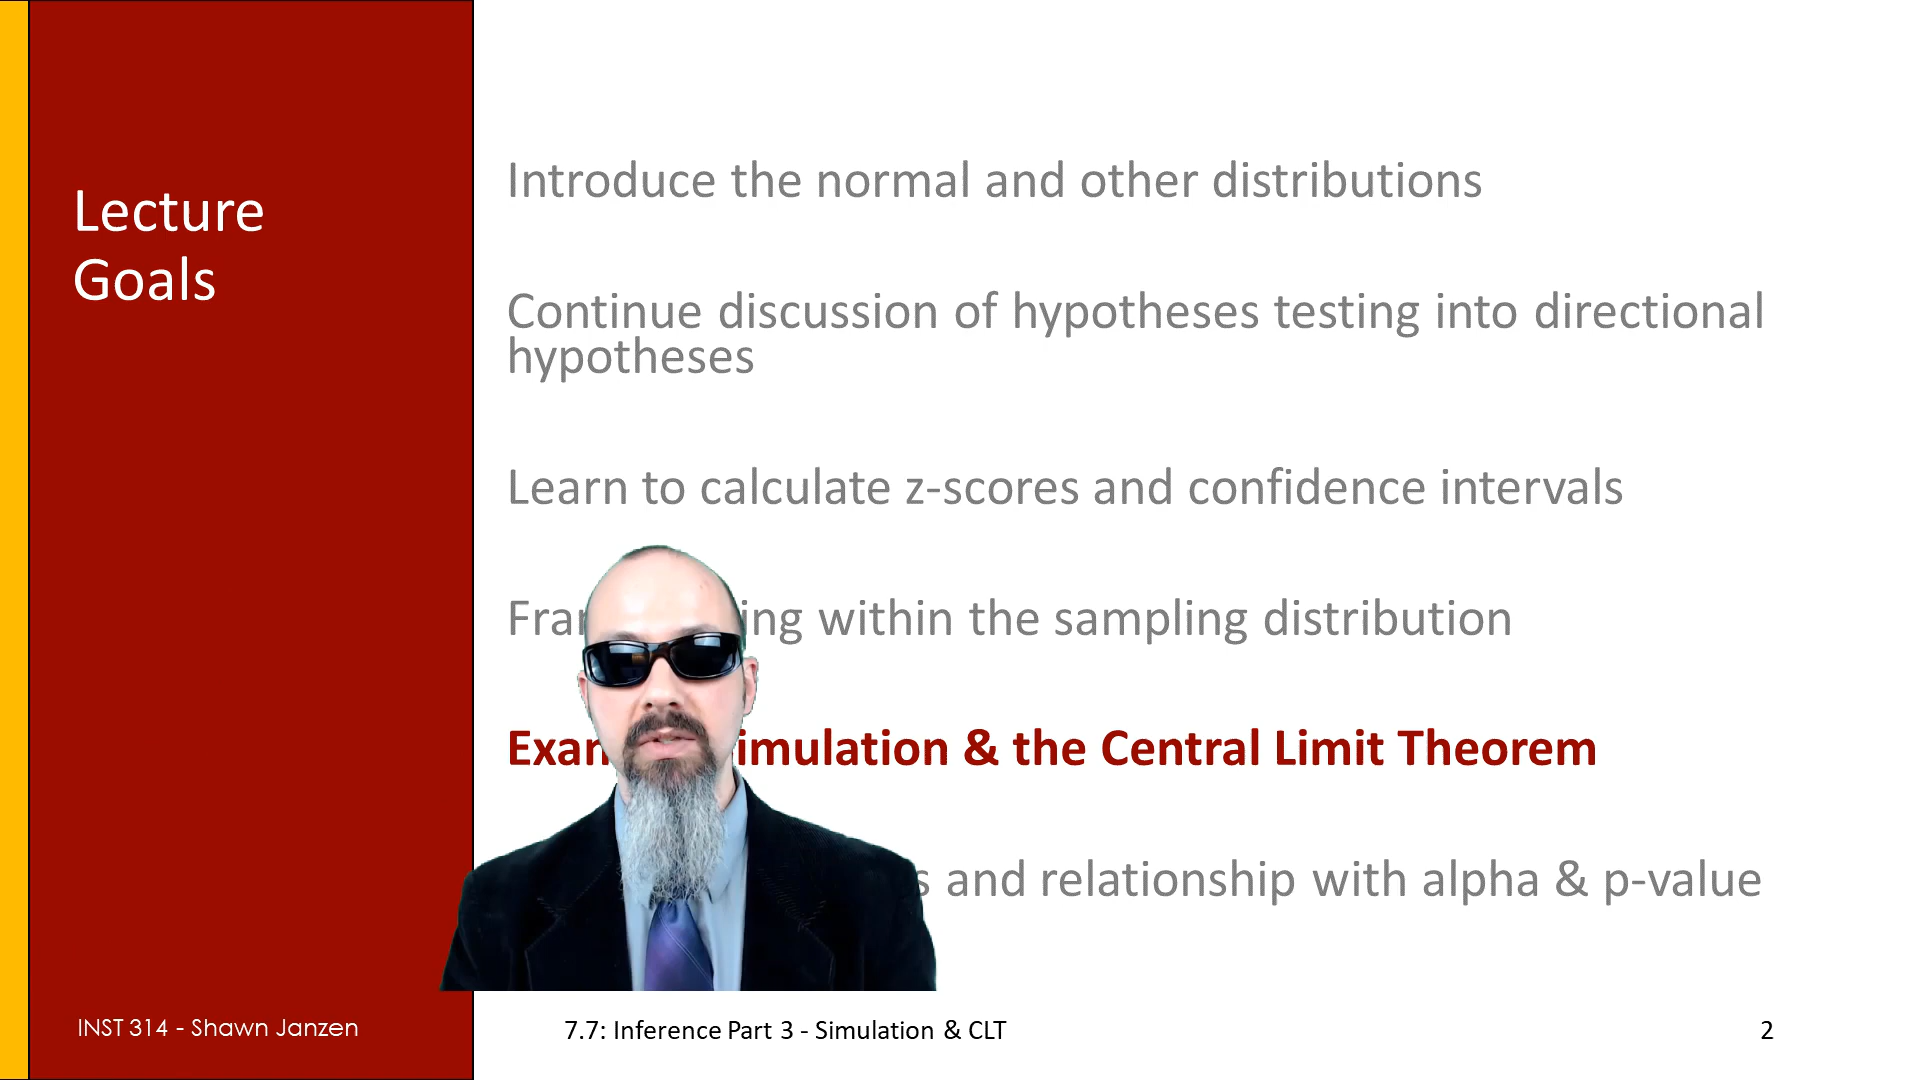 Lecture
Goals
Introduce the normal and other distributions
Continue discussion of hypotheses testing into directional
hypotheses
Learn to calculate z-scores and confidence intervals
within the sampling distribution
& the Central Limit Theorem
and relationship with alpha & p-value
INST 314 - Shawn Janzen
7.7: Inference Part 3 - Simulation & CLT
2